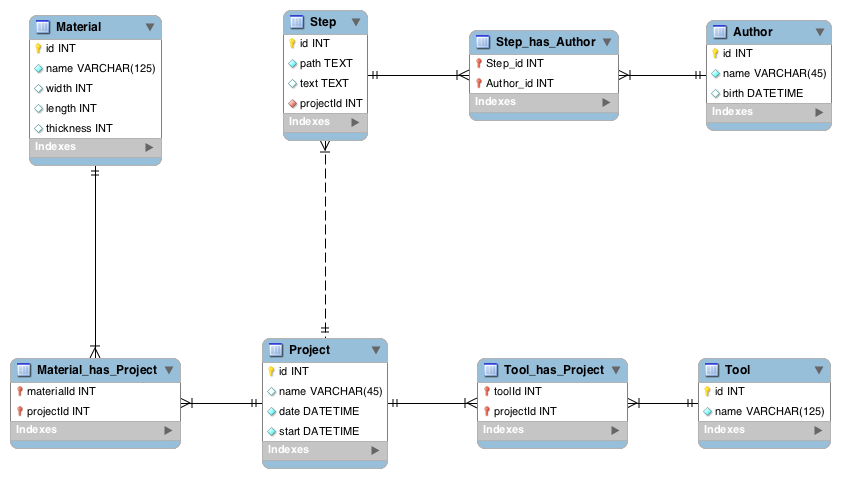 Material
id INT
name VARCHAR(125)
width INT
length INT
thickness INT
Indexes
Step
id INT
path TEXT
text TEXT
projectId INT
Indexes
Step_has_Author
Step_id INT
Author_id INT
Indexes
Author
id INT
name VARCHAR(45)
birth DATETIME
Indexes
Material_has_Project
materialId INT
projectId INT
Indexes
Project
id INT
name VARCHAR(45)
date DATETIME
start DATETIME
Indexes
Tool_has_Project
toolId INT
projectId INT
Indexes
Tool
id INT
name VARCHAR(125)
Indexes